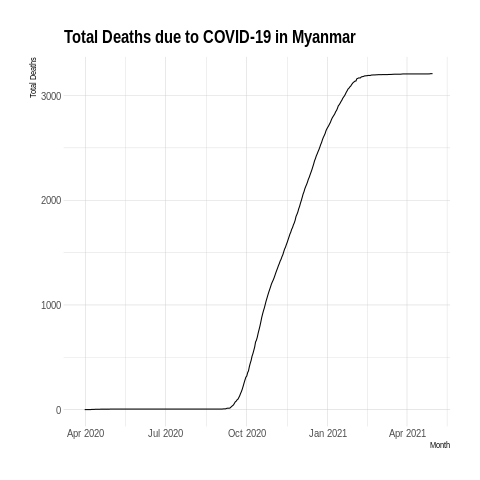 Total Deaths due to COVID-19 in Myanmar
Total Deaths
3000
2000
1000
0
Apr 2020 Jul 2020 Oct 2020 Jan 2021 Apr 2021
Month